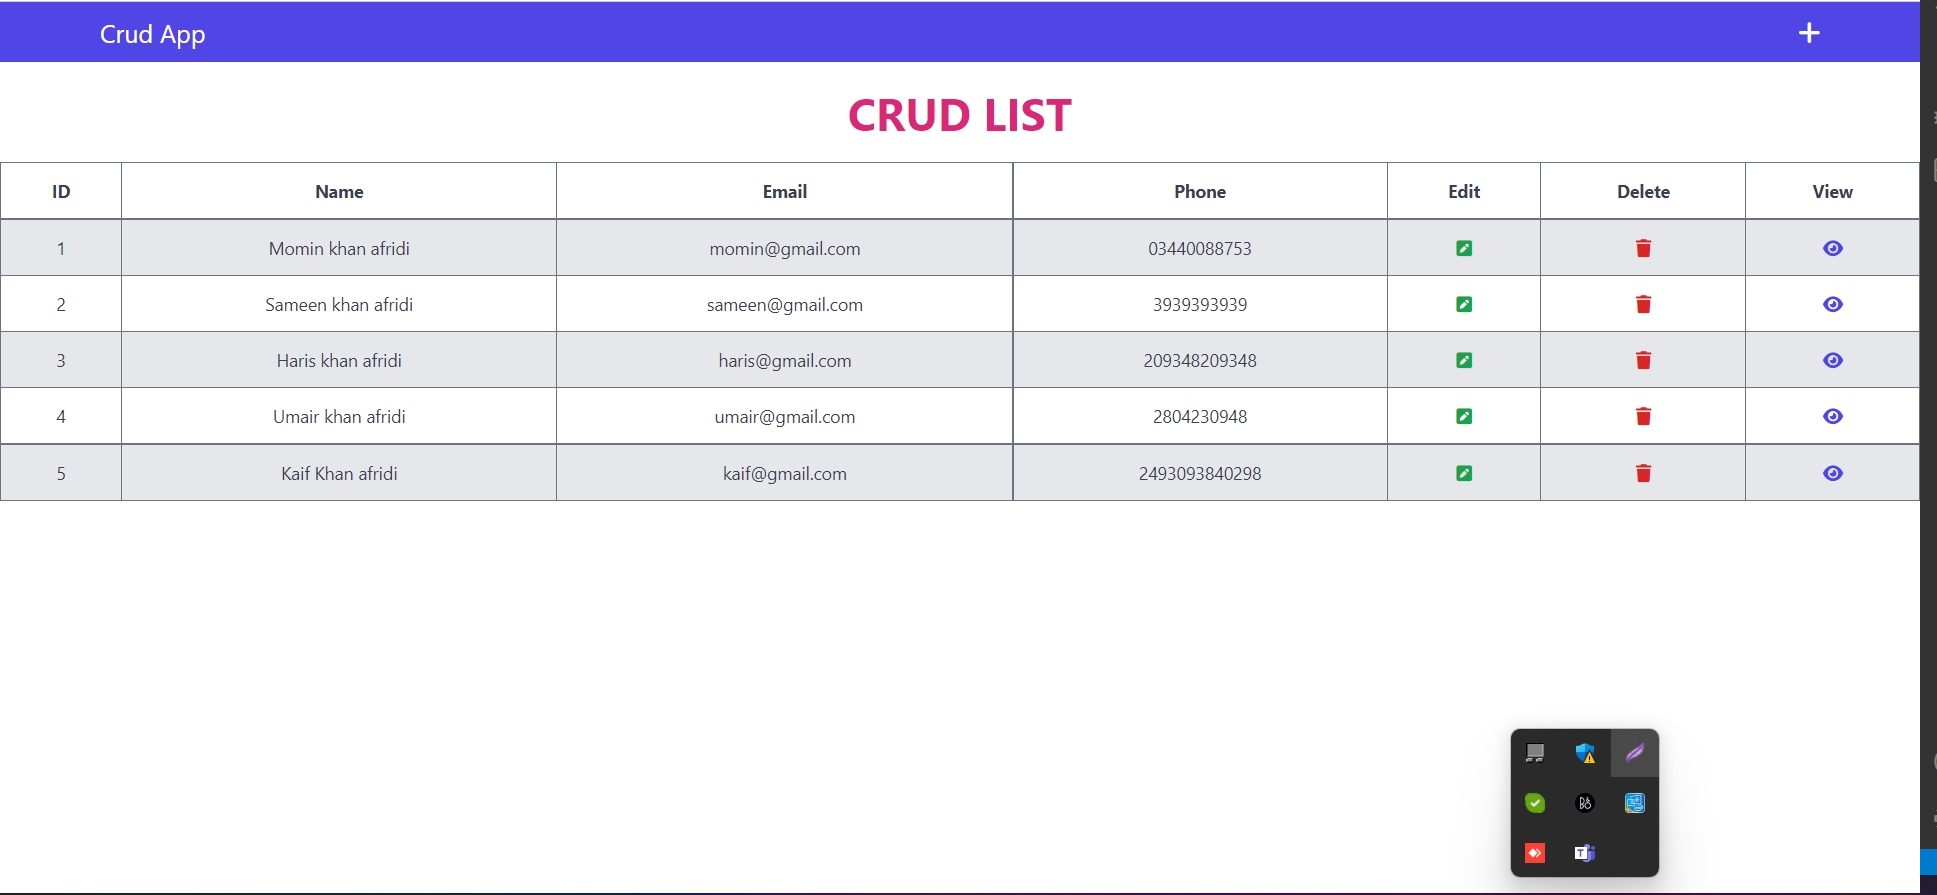 Crud App
CRUD LIST
ID Name Email Phone Edit Delete View
1 Momin khan afridi momin@gmail.com 03440088753
2 Sameen khan afridi sameen@gmail.com 3939393939
3 Haris khan afridi haris@gmail.com 209348209348
4 Umair khan afridi umair@gmail.com 2804230948
5 Kaif Khan afridi kaif@gmail.com 2493093840298